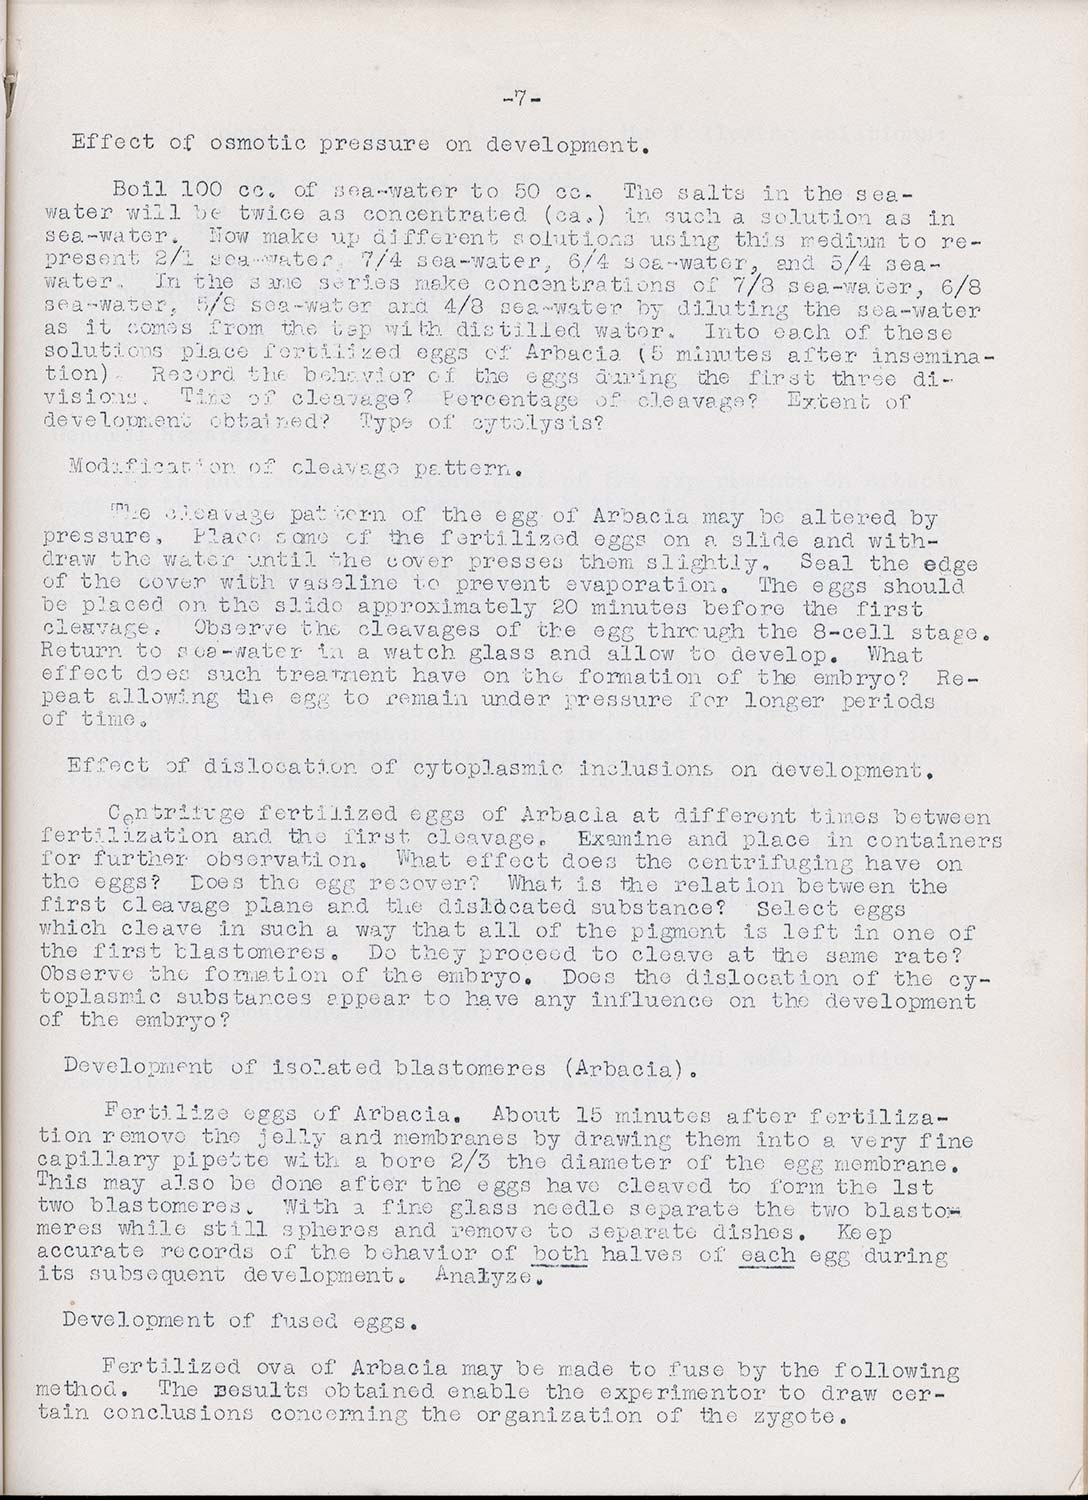 -7-
Effect of osmotic pressure on development.
Boil 100 cc. of sea-water to 50 cc. The salts in the sea-
water will be twice as concentrated (ca.) in such a solution as in
sea-water. Now make up different solutions using this medium to re-
present 2/1 sea-water, 7/4 sea-water, 6/4 sea-water, and 5/4 sea-
water. In the same series make concentrations of 7/8 sea-water, 6/8
sea-water, 5/8 sea-water and 4/8 sea-water by diluting the sea-water
as it comes from the tap with distilled water. Into each of these
solutions place fertilized eggs of Arbacia (5 minutes after insemina-
tion). Record the behavior of the eggs during the first three di-
visions. Time of cleavage? Percentage of cleavage? Extent of
development obtained? Type of cytolysis?
Modification of cleavage pattern.
The cleavage pattern of the egg of Arbacia may be altered by
pressure. Place some of the fertilized eggs on a slide and with-
draw the water until the cover presses them slightly. Seal the edge
of the cover with vaseline to prevent evaporation. The eggs should
be placed on the slide approximately 20 minutes before the first
cleavage. Observe the cleavages of the egg through the 8-cell stage.
Return to sea-water in a watch glass and allow to develop. What
effect does such treatment have on the formation of the embryo? Re-
peat allowing the egg to remain under pressure for longer periods
of time.
Effect of dislocation of cytoplasmic inclusions on development.
Centrifuge fertilized eggs of Arbacia at different times between
fertilization and the first cleavage. Examine and place in containers
for further observation. What effect does the centrifuging have on
the eggs? Does the egg recover? What is the relation between the
first cleavage plane and the dislocated substance? Select eggs
which cleave in such a way that all of the pigment is left in one of
the first blastomeres. Do they proceed to cleave at the same rate?
Observe the formation of the embryo. Does the dislocation of the cy-
toplasmic substances appear to have any influence on the development
of the embryo?
Development of isolated blastomeres (Arbacia).
Fertilize eggs of Arbacia. About 15 minutes after fertiliza-
tion remove the jelly and membranes by drawing them into a very fine
capillary pipette with a bore 2/3 the diameter of the egg membrane.
This may also be done after the eggs have cleaved to form the 1st
two blastomeres. With a fine glass needle separate the two blasto-
meres while still spheres and remove to separate dishes. Keep
accurate records of the behavior of both halves of each egg during
its subsequent development. Analyze.
Development of fused eggs.
Fertilized ova of Arbacia may be made to fuse by the following
method. The results obtained enable the experimentor to draw cer-
tain conclusions concerning the organization of the zygote.